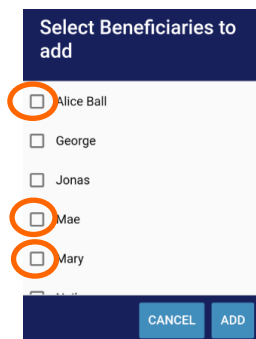 Select Beneficiaries to
add
Alice Ball
George
Jonas
Mae
Mary
CANCEL ADD